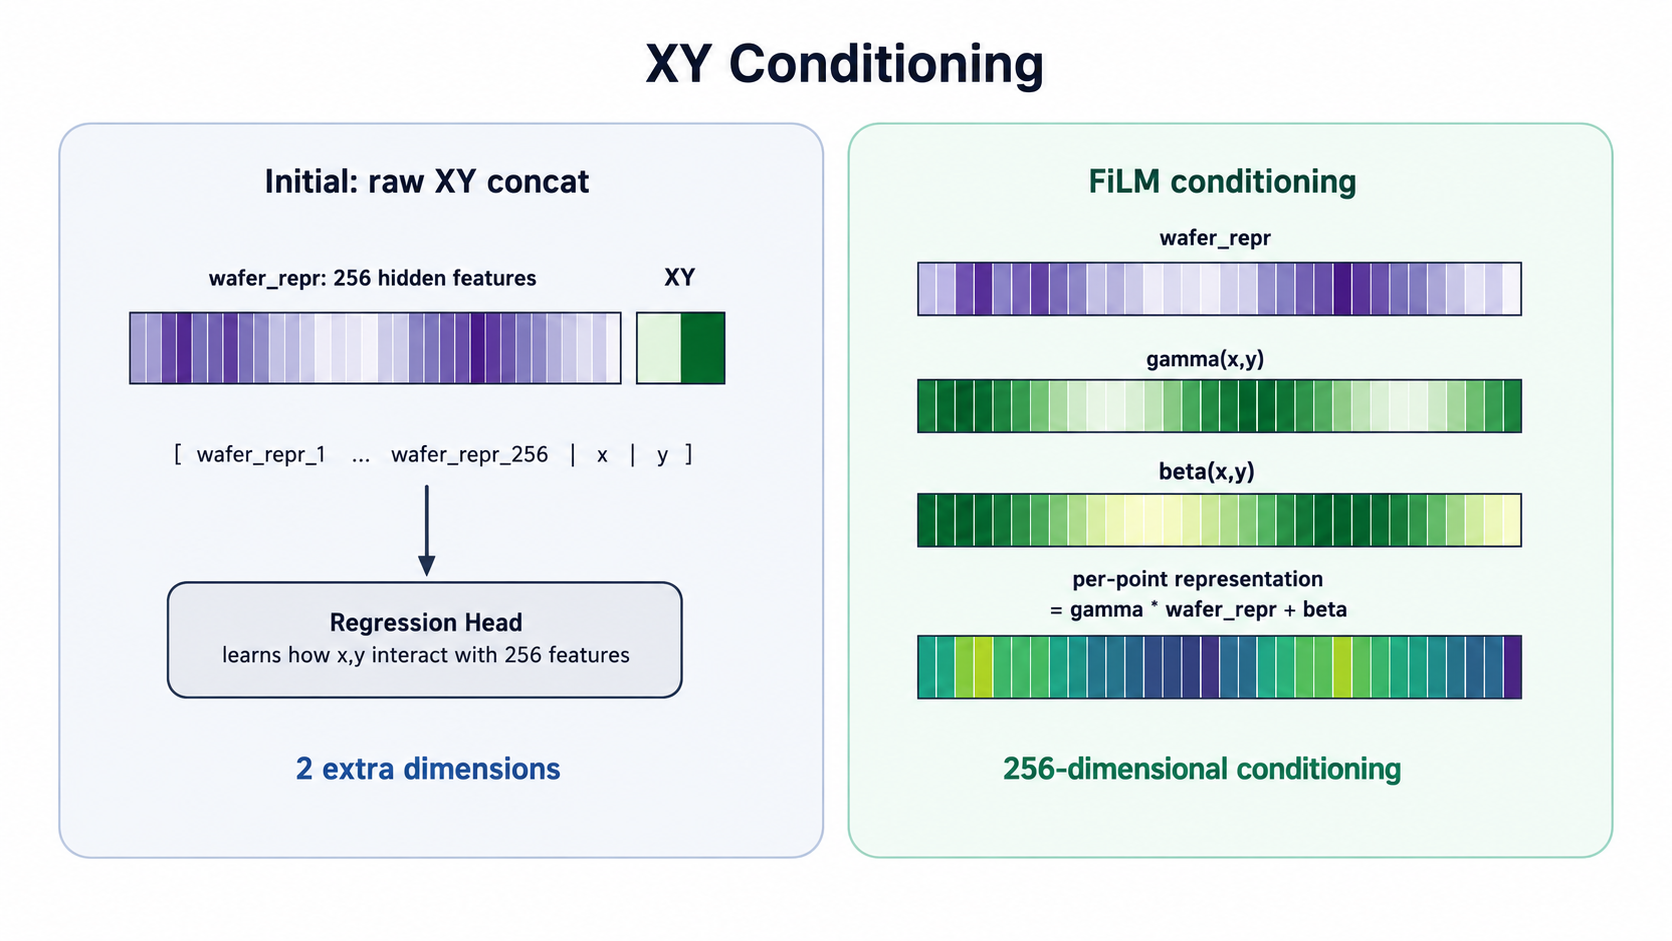 XY Conditioning
Initial: raw XY concat
wafer_repr: 256 hidden features
XY
[ wafer_repr_1 ... wafer_repr_256 | x | y ]
Regression Head
learns how x,y interact with 256 features
2 extra dimensions
FiLM conditioning
wafer_repr
gamma(x,y)
beta(x,y)
per-point representation
= gamma * wafer_repr + beta
256-dimensional conditioning